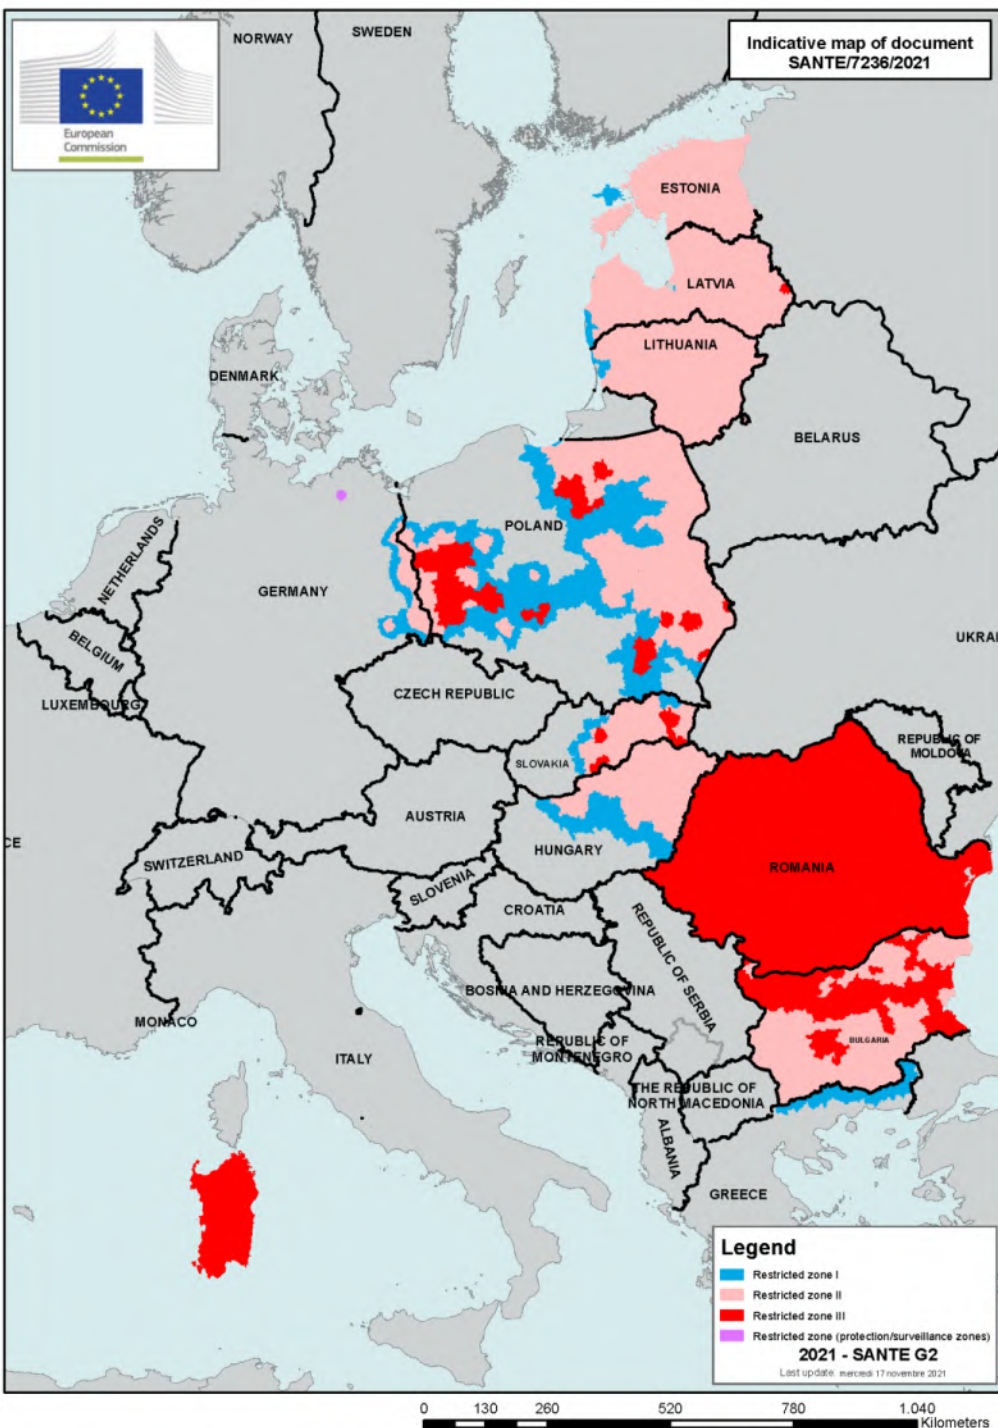 NORWAY
SWEDEN
Indicative map of document
SANTE/7236/2021
European
Commission
ESTONIA
LATVIA
LITHUANIA
DENMARK
BELARUS
POLAND
NETHERLANDS
GERMANY
BELGIUM
UKRAI
LUXEMBOURG
CZECH REPUBLIC
REPUBLIC OF
MOLDOVA
SLOVAKIA
AUSTRIA
CE
HUNGARY
SWITZERLAND
ROMANIA
SLOVENIA
CROATIA
REPUBLIC OF SERBIA
BOSNIA AND HERZEGOVINA
MONACO
REPUBLIC OF
MONTENEGRO
BULGARIA
ITALY
THE REPUBLIC OF
NORTH MACEDONIA
ALBANIA
GREECE
Legend
Restricted zone I
Restricted zone II
Restricted zone III
Restricted zone (protection/surveillance zones)
2021 - SANTE G2
Last update: mercredi 17 novembre 2021
0 130 260 520 780 1.040
Kilometers